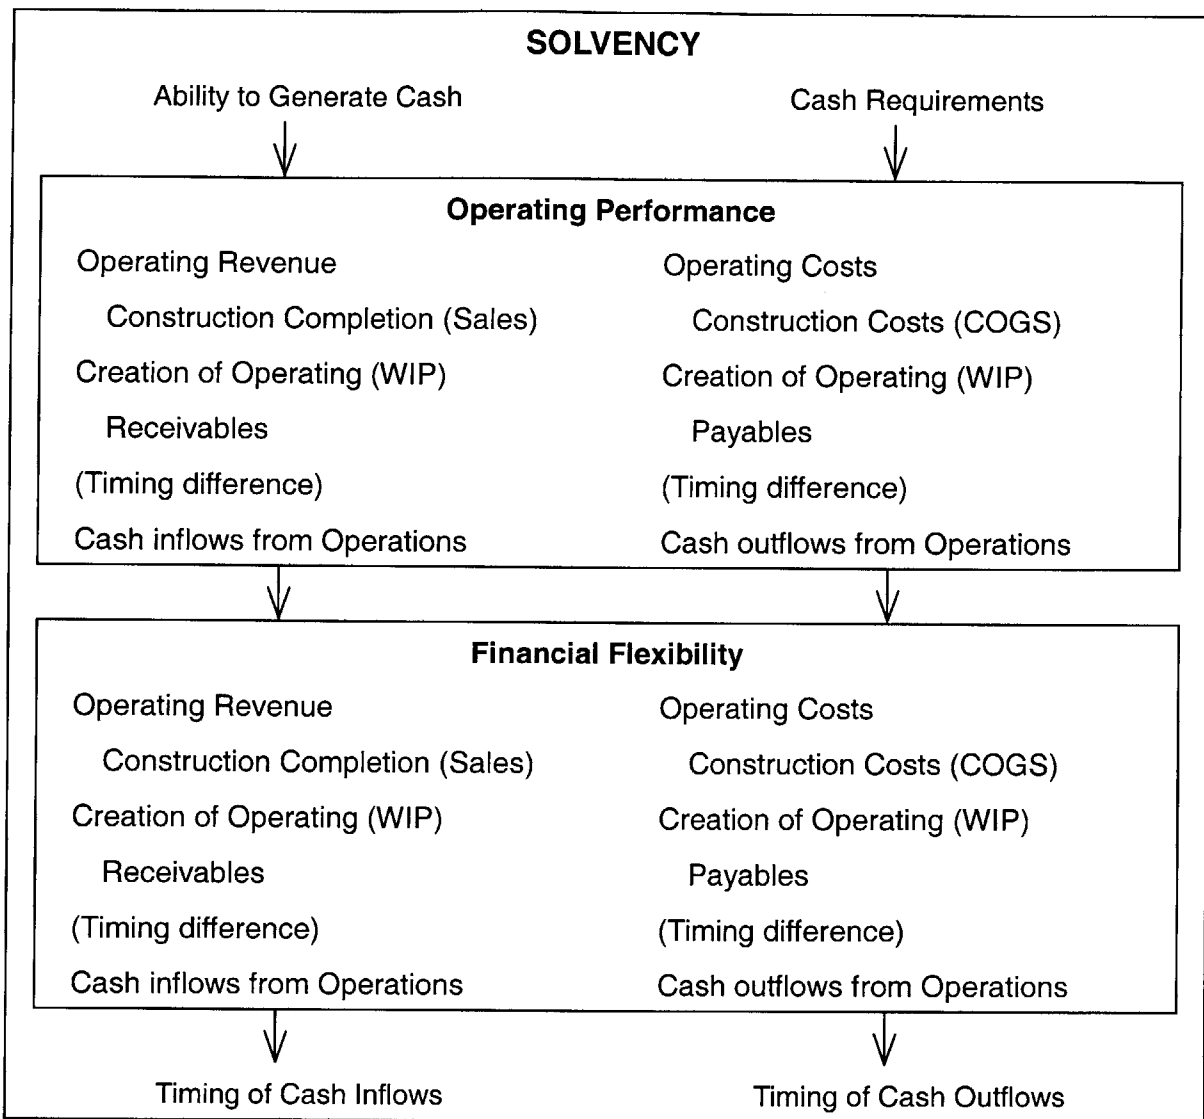 SOLVENCY
Ability to Generate Cash
Cash Requirements
Operating Performance
Operating Revenue
Construction Completion (Sales)
Creation of Operating (WIP)
Receivables
(Timing difference)
Cash inflows from Operations
Operating Costs
Construction Costs (COGS)
Creation of Operating (WIP)
Payables
(Timing difference)
Cash outflows from Operations
Financial Flexibility
Operating Revenue
Construction Completion (Sales)
Creation of Operating (WIP)
Receivables
(Timing difference)
Cash inflows from Operations
Operating Costs
Construction Costs (COGS)
Creation of Operating (WIP)
Payables
(Timing difference)
Cash outflows from Operations
Timing of Cash Inflows
Timing of Cash Outflows